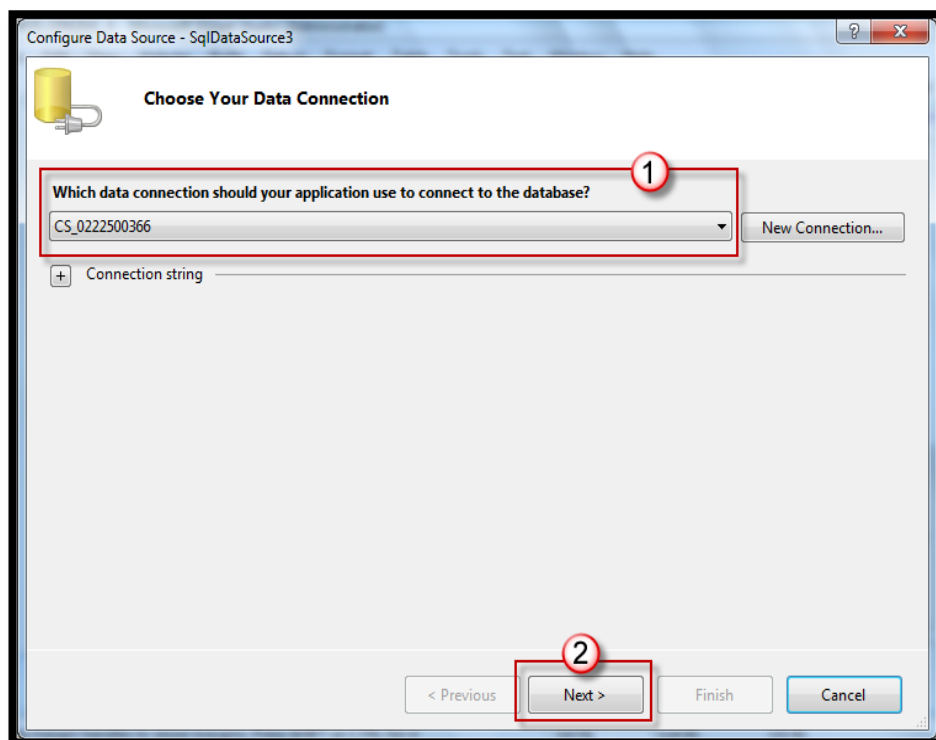 Configure Data Source - SqlDataSource3
?
X
Choose Your Data Connection
1
Which data connection should your application use to connect to the database?
CS_0222500366
New Connection...
+ Connection string
2
< Previous
Next >
Finish
Cancel